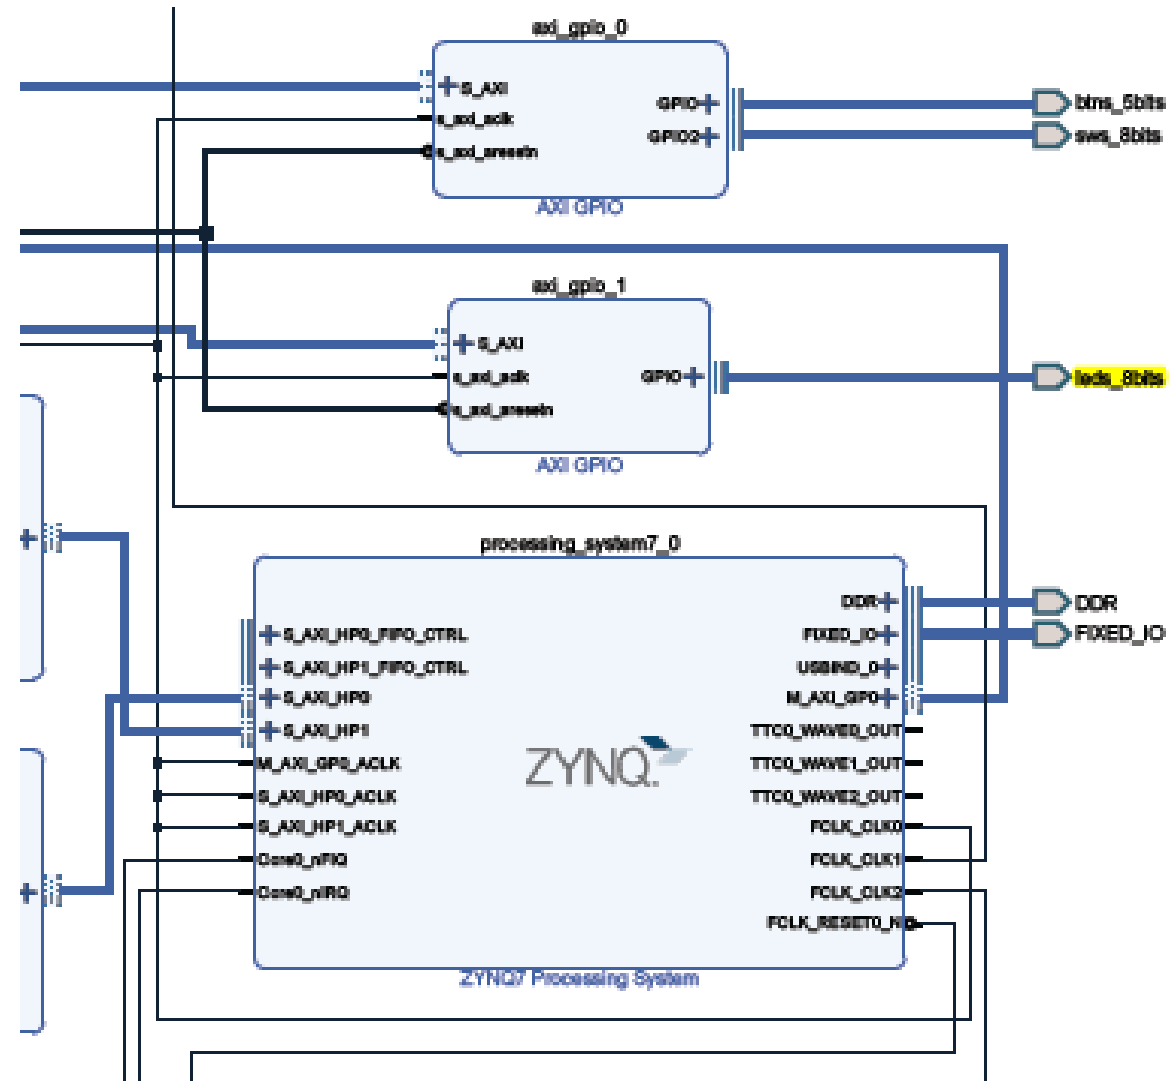 axi_gpio_0
S_AXI
s_axi_aclk
s_axi_aresetn
GPIO
GPIO2
btns_5bits
sws_8bits
AXI GPIO
axi_gpio_1
S_AXI
s_axi_aclk
s_axi_aresetn
GPIO
leds_8bits
AXI GPIO
processing_system7_0
S_AXI_HP0_FIFO_CTRL
S_AXI_HP1_FIFO_CTRL
S_AXI_HP0
S_AXI_HP1
M_AXI_GP0_ACLK
S_AXI_HP0_ACLK
S_AXI_HP1_ACLK
Core0_nFIQ
Core0_nIRQ
ZYNQ
DDR
FIXED_IO
USBIND_0
M_AXI_GP0
TTC0_WAVE0_OUT
TTC0_WAVE1_OUT
TTC0_WAVE2_OUT
FCLK_CLK0
FCLK_CLK1
FCLK_CLK2
FCLK_RESET0_N
DDR
FIXED_IO
ZYNQ7 Processing System